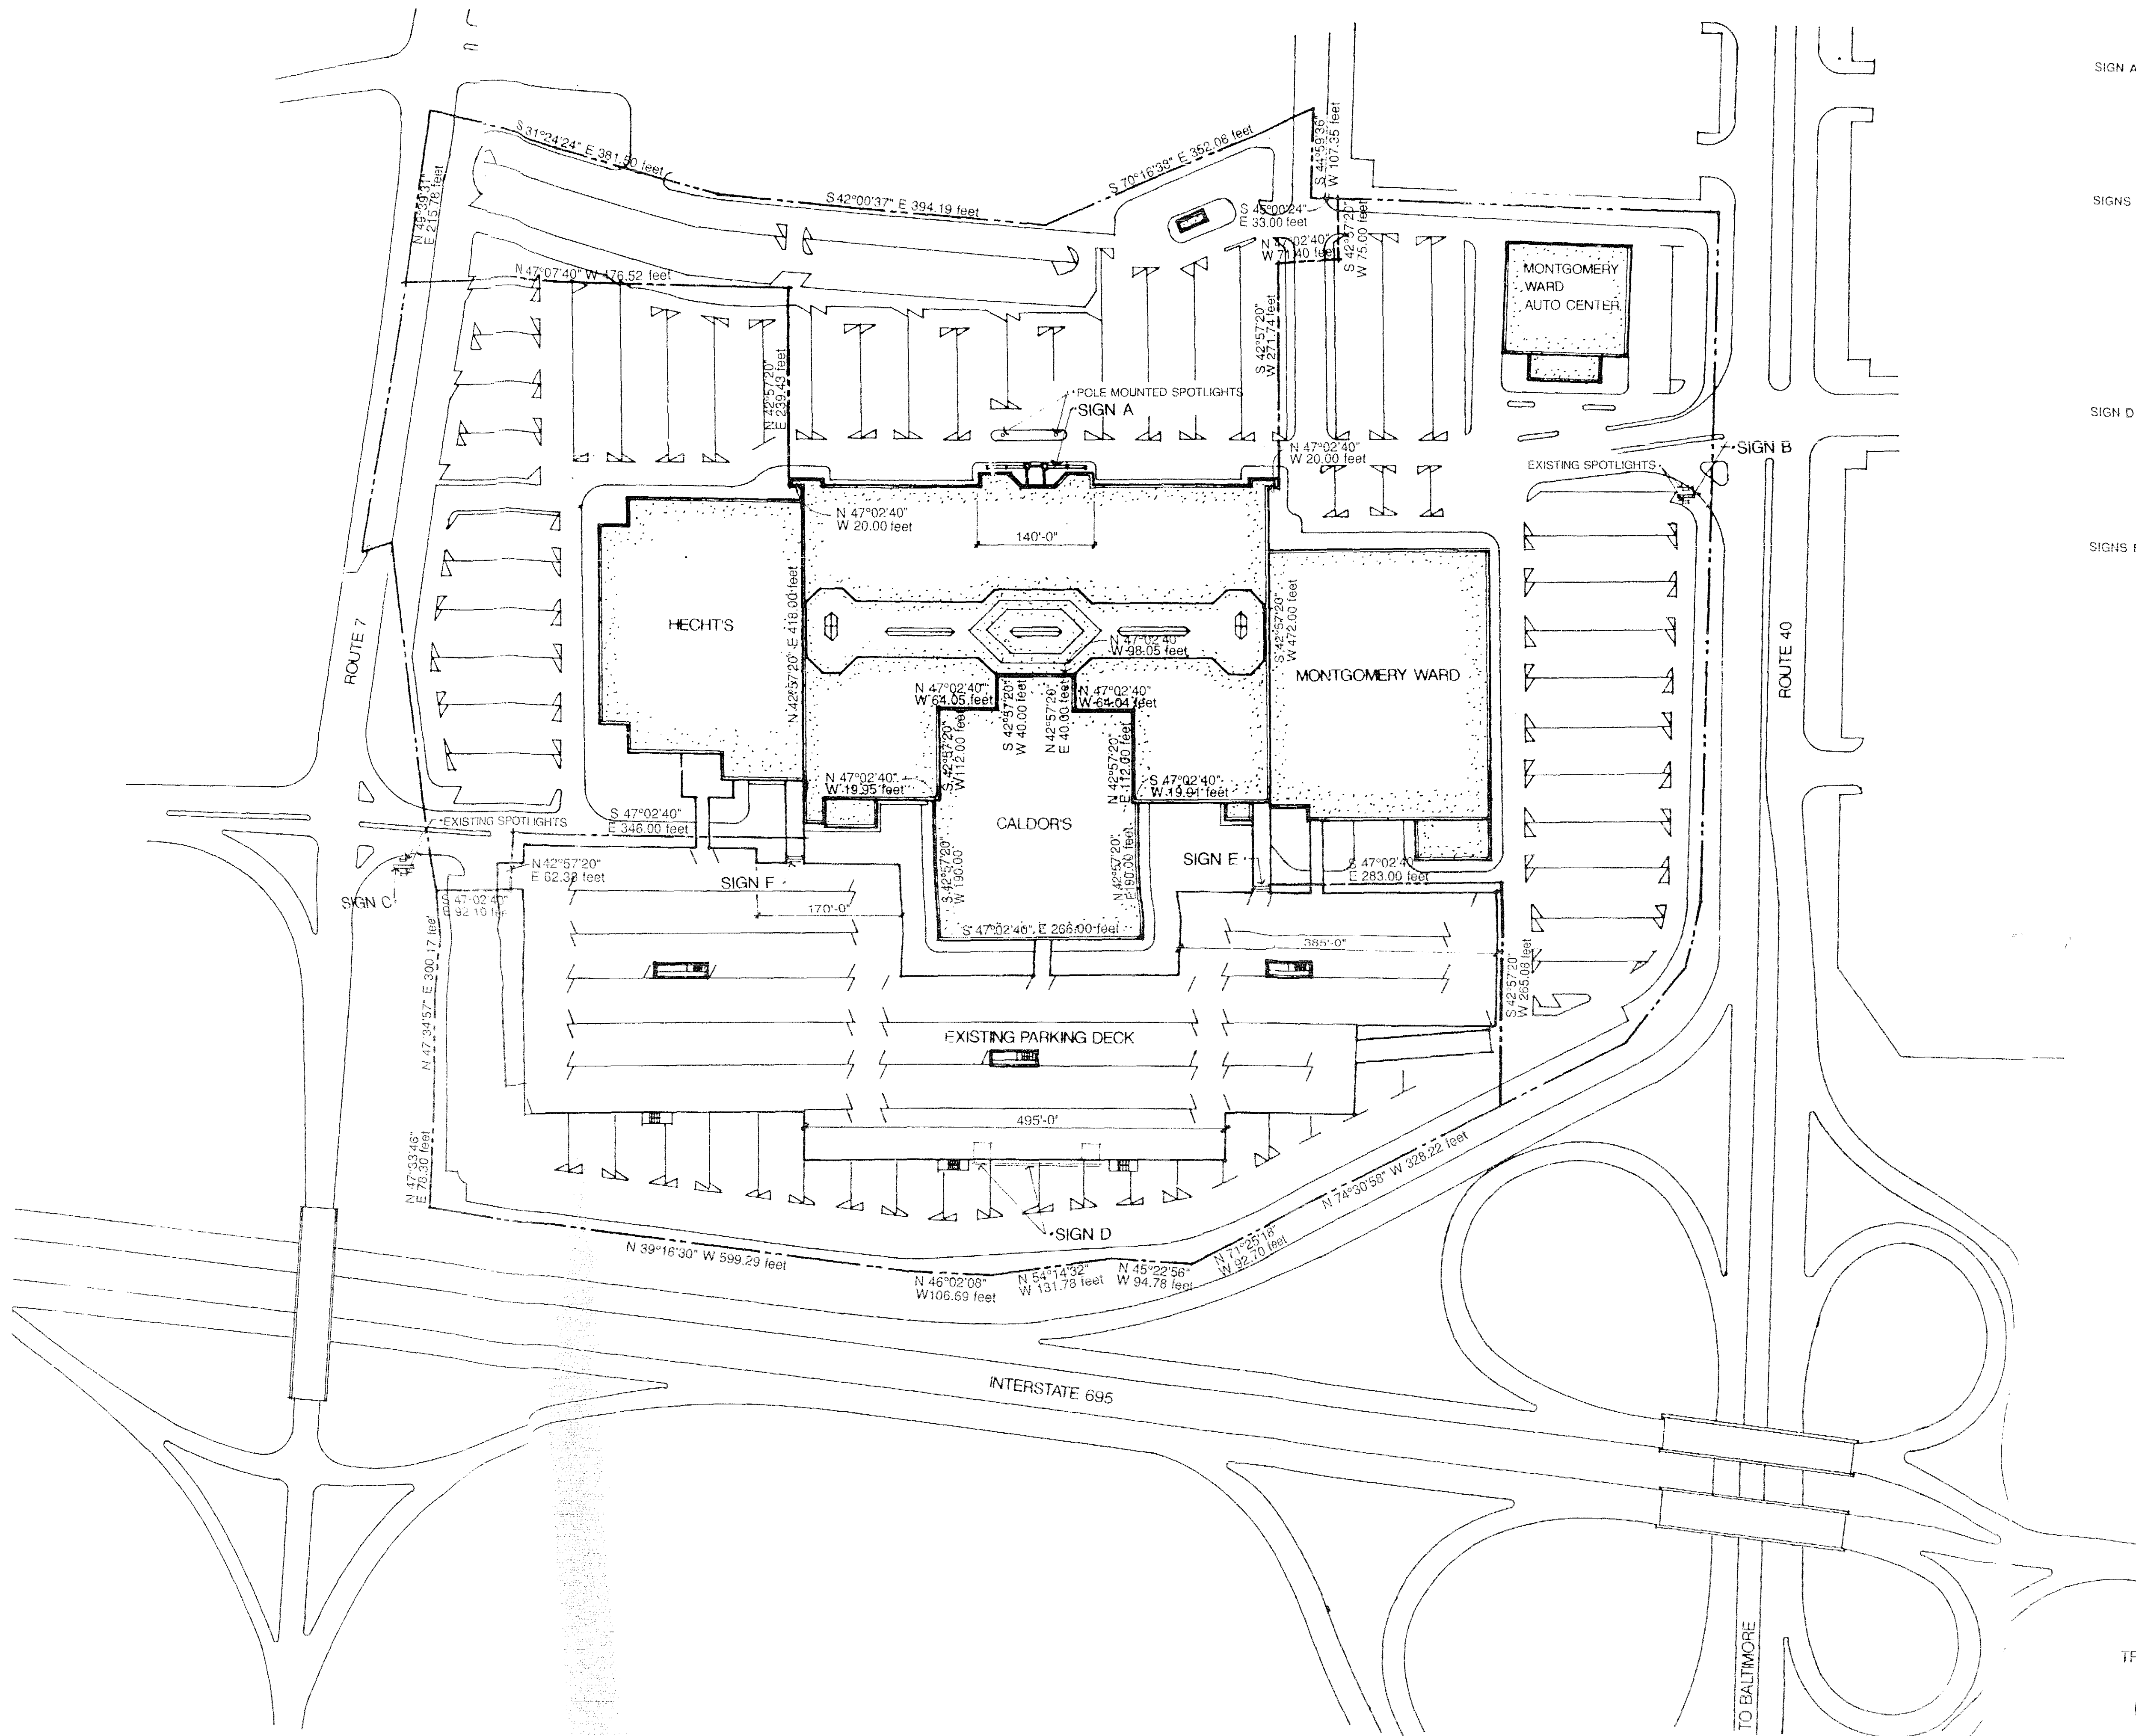 SIGN A
S 31°24'24" E 381.50 feet
S 70°16'38" E 352.08 feet
S 44°59'36"
W 107.35 feet
N 49°39'31"
E 215.78 feet
S 42°00'37" E 394.19 feet
SIGNS
S 45°00'24"
E 33.00 feet
S 42°57'20"
W 75.00 feet
N 47°02'40"
W 71.40 feet
N 47°07'40" W 476.52 feet
MONTGOMERY
WARD
AUTO CENTER
S 42°57'20"
W 271.74 feet
N 42°57'20"
E 239.43 feet
POLE MOUNTED SPOTLIGHTS
SIGN A
SIGN D
SIGN B
N 47°02'40"
W 20.00 feet
EXISTING SPOTLIGHTS
N 47°02'40"
W 20.00 feet
140'-0"
SIGNS E
HECHT'S
N 42°57'20" E 418.00 feet
S 42°57'20"
W 472.00 feet
N 47°02'40"
W 98.05 feet
ROUTE 7
ROUTE 40
MONTGOMERY WARD
N 47°02'40"
W 64.05 feet
S 42°57'20"
W 40.00 feet
N 42°57'20"
E 40.00 feet
N 47°02'40"
W 64.04 feet
S 42°57'20"
W 112.00 feet
N 42°57'20"
E 112.00 feet
N 47°02'40"
W 19.95 feet
S 47°02'40"
W 19.91 feet
EXISTING SPOTLIGHTS
S 47°02'40"
E 346.00 feet
CALDOR'S
N 42°57'20"
E 62.38 feet
SIGN F
SIGN E
S 47°02'40"
E 283.00 feet
SIGN C
S 47°02'40"
E 92.10 feet
S 42°57'20"
W 190.00'
N 42°57'20"
E 190.00 feet
170'-0"
S 47°02'40" E 266.00 feet
385'-0"
S 42°57'20"
W 265.08 feet
N 47°34'57" E 300.17 feet
EXISTING PARKING DECK
495'-0"
N 47°33'46"
E 78.30 feet
N 74°30'58" W 328.22 feet
SIGN D
N 39°16'30" W 599.29 feet
N 46°02'08"
W 106.69 feet
N 54°14'32"
W 131.78 feet
N 45°22'56"
W 94.78 feet
N 71°25'18"
W 92.70 feet
INTERSTATE 695
TO BALTIMORE